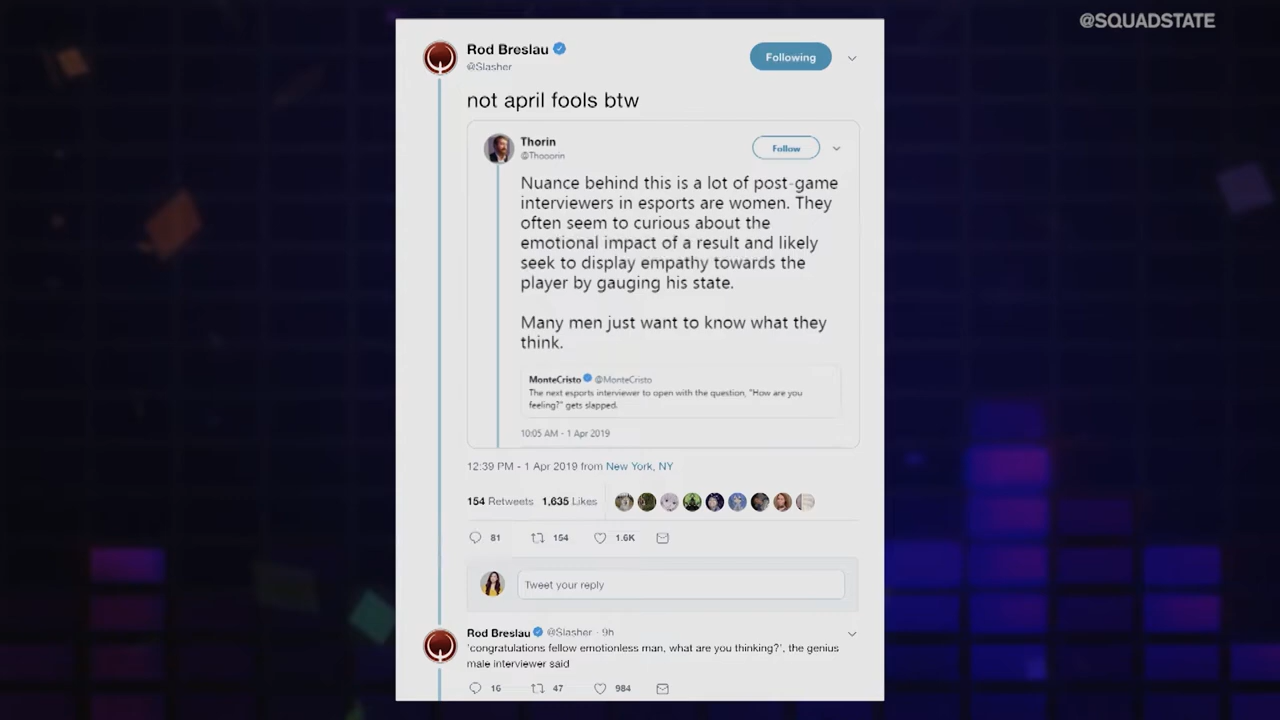 @SQUADSTATE
Rod Breslau
@Slasher
Following
not april fools btw
Thorin
@Thooorin
Follow
Nuance behind this is a lot of post-game
interviewers in esports are women. They
often seem to curious about the
emotional impact of a result and likely
seek to display empathy towards the
player by gauging his state.
Many men just want to know what they
think.
MonteCristo @MonteCristo
The next esports interviewer to open with the question, "How are you
feeling?" gets slapped.
10:05 AM - 1 Apr 2019
12:39 PM - 1 Apr 2019 from New York, NY
154 Retweets 1,635 Likes
81 154 1.6K
Tweet your reply
Rod Breslau @Slasher · 9h
'congratulations fellow emotionless man, what are you thinking?', the genius
male interviewer said
16 47 984